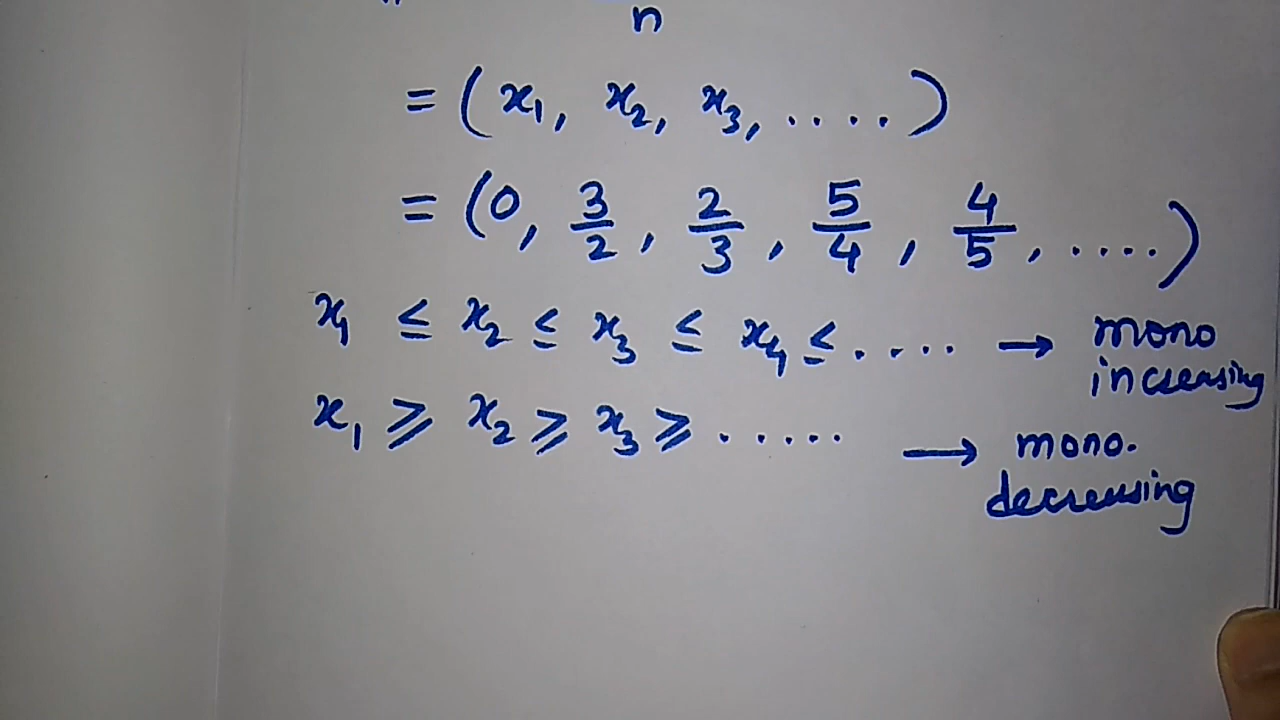 n
= ( x₁, x₂, x₃, .... )
= (0, 3/2, 2/3, 5/4, 4/5, ..... )
x₁ ≤ x₂ ≤ x₃ ≤ x₄ ≤ .... → mono
increasing
x₁ ≥ x₂ ≥ x₃ ≥ ..... → mono.
decreasing